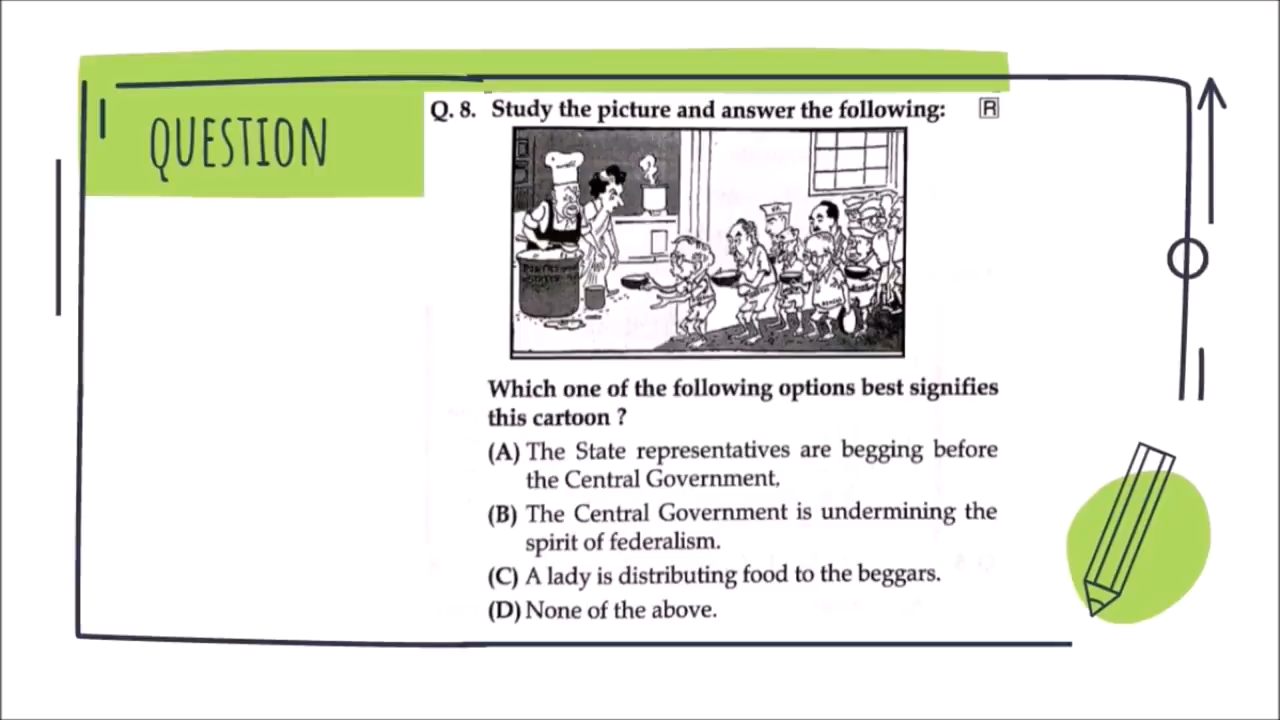 QUESTION
Q. 8. Study the picture and answer the following: R
Which one of the following options best signifies
this cartoon ?
(A) The State representatives are begging before
the Central Government.
(B) The Central Government is undermining the
spirit of federalism.
(C) A lady is distributing food to the beggars.
(D) None of the above.